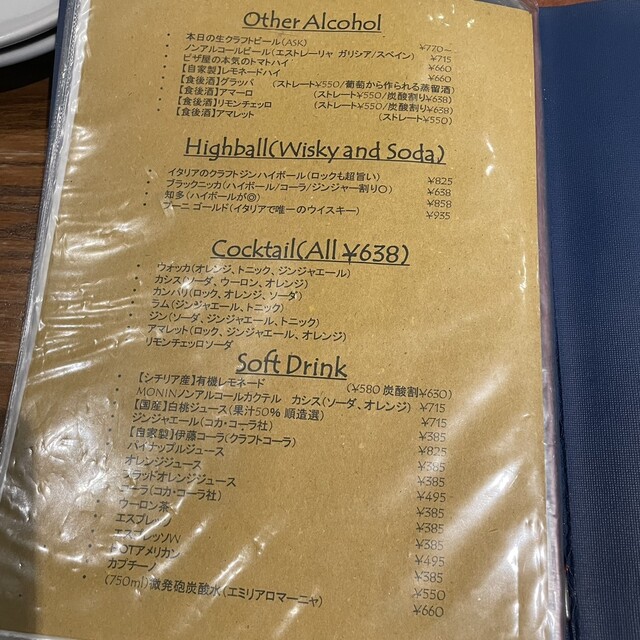 Other Alcohol
本日の生クラフトビール(ASK) ¥770~
ノンアルコールビール(エストレーリャ ガリシア/スペイン) ¥715
ピザ屋の本気のトマトハイ ¥660
【自家製】レモネードハイ ¥660
【食後酒】グラッパ (ストレート¥550/葡萄から作られる蒸留酒)
【食後酒】アマーロ (ストレート¥550/炭酸割り¥638)
【食後酒】リモンチェッロ (ストレート¥550/炭酸割り¥638)
【食後酒】アマレット (ストレート¥550)
Highball(Wisky and Soda)
イタリアのクラフトジンハイボール(ロックも超旨い) ¥825
ブラックニッカ(ハイボール/コーラ/ジンジャー割り〇) ¥638
知多(ハイボールが◎) ¥858
プーニ ゴールド(イタリアで唯一のウイスキー) ¥935
Cocktail(All ¥638)
ウォッカ(オレンジ、トニック、ジンジャエール)
カシス(ソーダ、ウーロン、オレンジ)
カンパリ(ロック、オレンジ、ソーダ)
ラム(ジンジャエール、トニック)
ジン(ソーダ、ジンジャエール、トニック)
アマレット(ロック、ジンジャエール、オレンジ)
リモンチェッロソーダ
Soft Drink
【シチリア産】有機レモネード (¥580 炭酸割¥630)
MONINノンアルコールカクテル カシス(ソーダ、オレンジ) ¥715
【国産】白桃ジュース(果汁50% 順造選) ¥715
ジンジャエール(コカ・コーラ社) ¥385
【自家製】伊藤コーラ(クラフトコーラ) ¥825
パイナップルジュース ¥385
オレンジジュース ¥385
ブラッドオレンジジュース ¥495
コーラ(コカ・コーラ社) ¥385
ウーロン茶 ¥385
エスプレッソ ¥385
エスプレッソW ¥495
HOTアメリカン ¥385
カプチーノ ¥550
(750ml)微発砲炭酸水(エミリアロマーニャ) ¥660